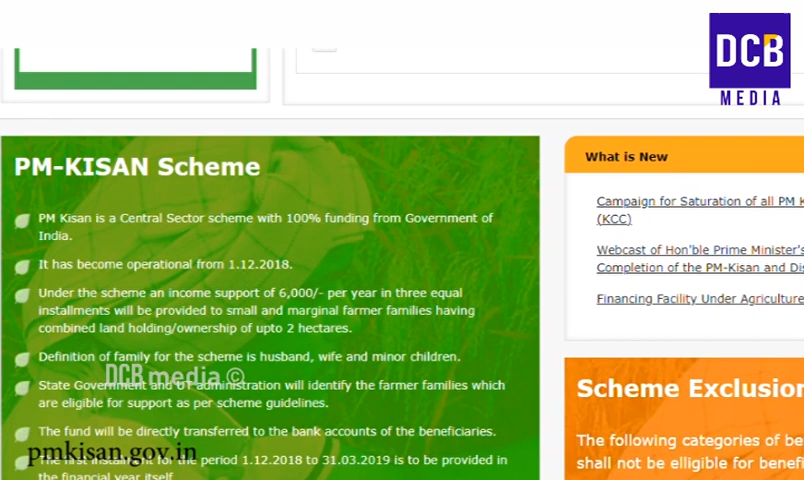 DCB
MEDIA
PM-KISAN Scheme
PM Kisan is a Central Sector scheme with 100% funding from Government of
India.
It has become operational from 1.12.2018.
Under the scheme an income support of 6,000/- per year in three equal
installments will be provided to small and marginal farmer families having
combined land holding/ownership of upto 2 hectares.
Definition of family for the scheme is husband, wife and minor children.
DCB media ©
State Government and UT administration will identify the farmer families which
are eligible for support as per scheme guidelines.
The fund will be directly transferred to the bank accounts of the beneficiaries.
pmkisan.gov.in
The first instalment for the period 1.12.2018 to 31.03.2019 is to be provided in
the financial year itself
What is New
Campaign for Saturation of all PM K
(KCC)
Webcast of Hon'ble Prime Minister's
Completion of the PM-Kisan and Dis
Financing Facility Under Agriculture
Scheme Exclusion
The following categories of be
shall not be elligible for benefi